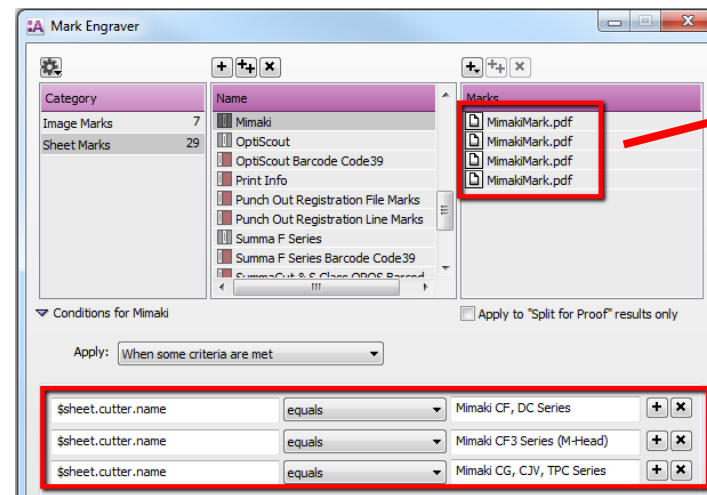 :A Mark Engraver
Category
Image Marks 7
Sheet Marks 29
Name
Mimaki
OptiScout
OptiScout Barcode Code39
Print Info
Punch Out Registration File Marks
Punch Out Registration Line Marks
Summa F Series
Summa F Series Barcode Code39
SummaCut & S Class OPOS Barcod
Marks
MimakiMark.pdf
MimakiMark.pdf
MimakiMark.pdf
MimakiMark.pdf
Conditions for Mimaki
Apply to "Split for Proof" results only
Apply: When some criteria are met
$sheet.cutter.name equals Mimaki CF, DC Series
$sheet.cutter.name equals Mimaki CF3 Series (M-Head)
$sheet.cutter.name equals Mimaki CG, CJV, TPC Series